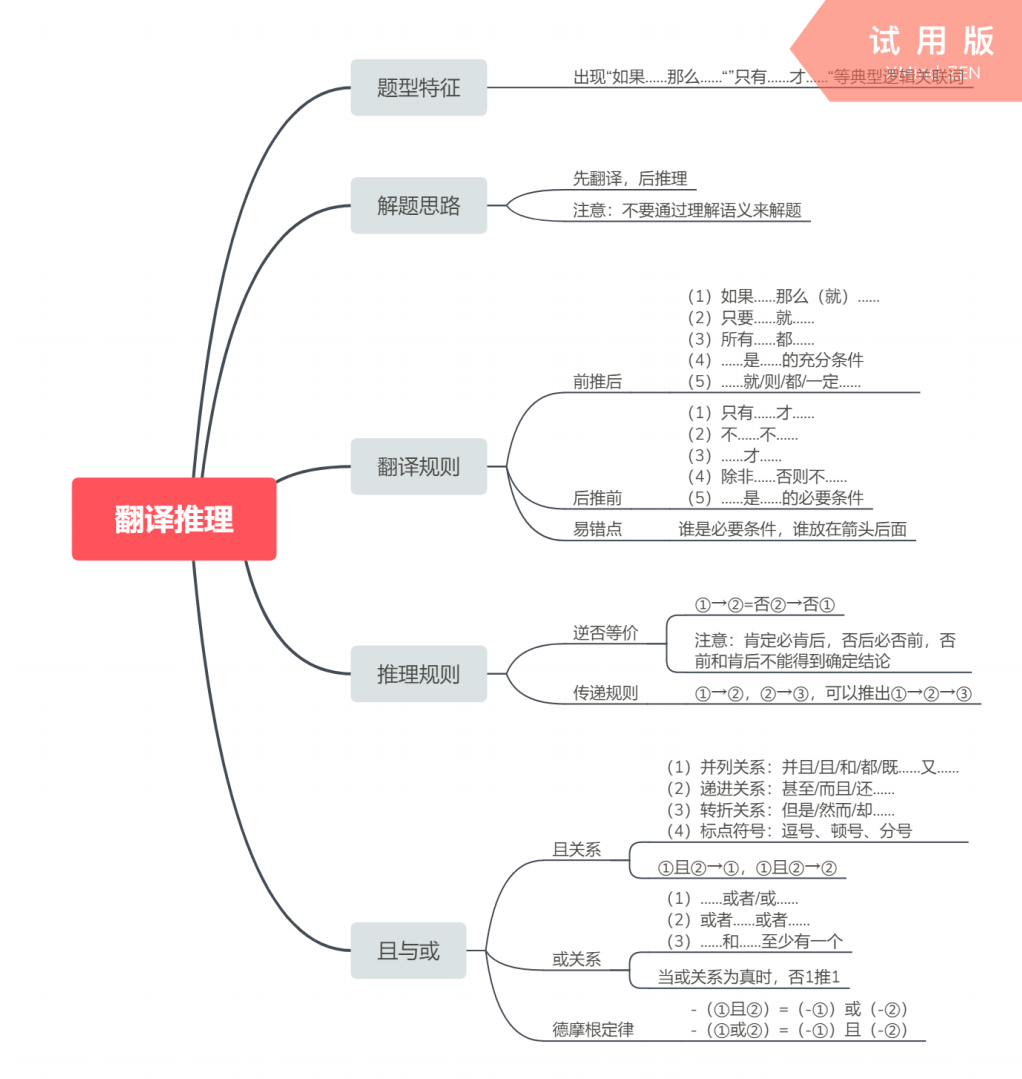 试用版
题型特征
出现“如果......那么......“”只有......才......“等典型逻辑关联词
解题思路
先翻译，后推理
注意：不要通过理解语义来解题
翻译规则
前推后
（1）如果......那么（就）......
（2）只要......就......
（3）所有......都......
（4）......是......的充分条件
（5）......就/则/都/一定......
后推前
（1）只有......才......
（2）不......不......
（3）......才......
（4）除非......否则不......
（5）......是......的必要条件
易错点
谁是必要条件，谁放在箭头后面
翻译推理
推理规则
逆否等价
①→②=否②→否①
注意：肯定必肯后，否后必否前，否
前和肯后不能得到确定结论
传递规则
①→②，②→③，可以推出①→②→③
且与或
且关系
（1）并列关系：并且/且/和/都/既......又......
（2）递进关系：甚至/而且/还......
（3）转折关系：但是/然而/却......
（4）标点符号：逗号、顿号、分号
①且②→①，①且②→②
或关系
（1）......或者/或......
（2）或者......或者......
（3）......和......至少有一个
当或关系为真时，否1推1
德摩根定律
-（①且②）=（-①）或（-②）
-（①或②）=（-①）且（-②）